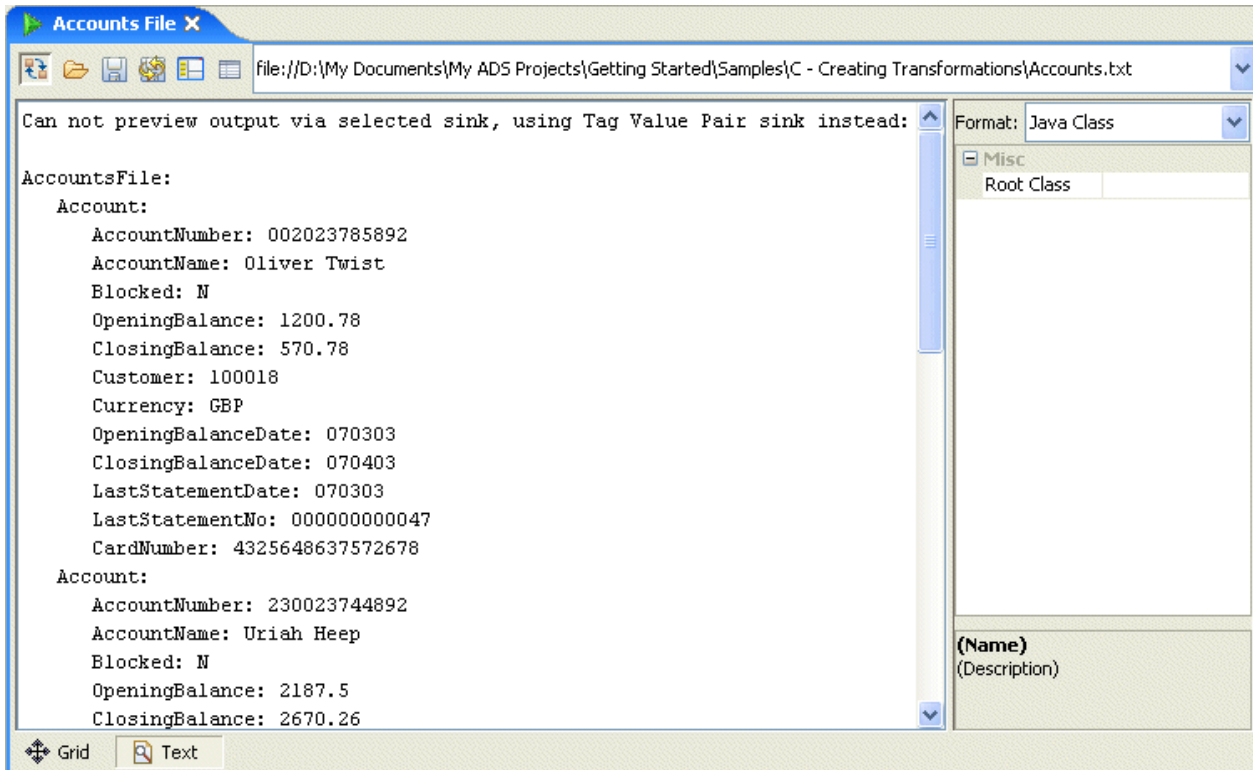 Accounts File
file://D:\My Documents\My ADS Projects\Getting Started\Samples\C - Creating Transformations\Accounts.txt
Can not preview output via selected sink, using Tag Value Pair sink instead:
AccountsFile:
Account:
AccountNumber: 002023785892
AccountName: Oliver Twist
Blocked: N
OpeningBalance: 1200.78
ClosingBalance: 570.78
Customer: 100018
Currency: GBP
OpeningBalanceDate: 070303
ClosingBalanceDate: 070403
LastStatementDate: 070303
LastStatementNo: 000000000047
CardNumber: 4325648637572678
Account:
AccountNumber: 230023744892
AccountName: Uriah Heep
Blocked: N
OpeningBalance: 2187.5
ClosingBalance: 2670.26
Format: Java Class
Misc
Root Class
(Name)
(Description)
Grid Text